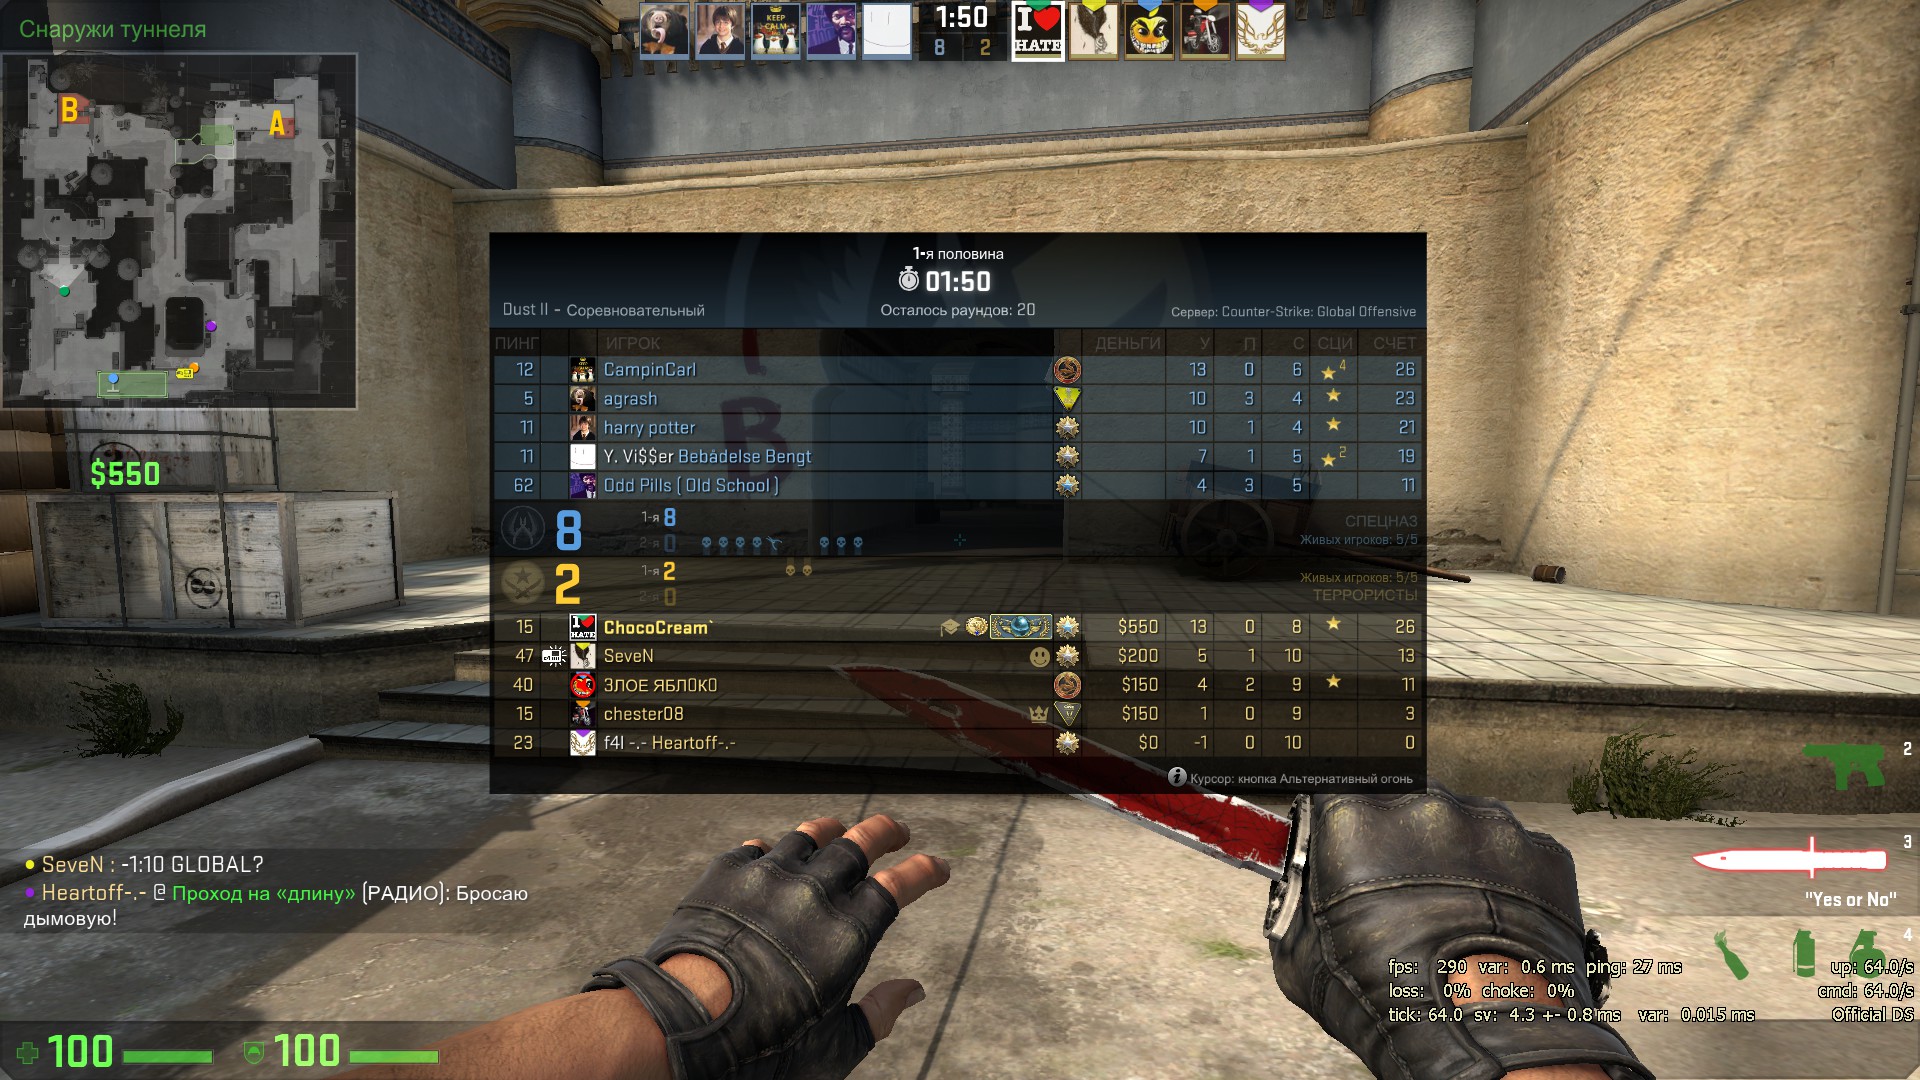 Снаружи туннеля
1:50
8 2
KEEP CALM
I HATE
B A
$550
1-я половина
01:50
Dust II - Соревновательный
Осталось раундов: 20
Сервер: Counter-Strike: Global Offensive
ПИНГ ИГРОК ДЕНЬГИ У П С СЦИ СЧЕТ
12 CampinCarl 13 0 6 4 26
5 agrash 10 3 4 23
11 harry potter 10 1 4 21
11 Y. Vi$$er Bebådelse Bengt 7 1 5 2 19
62 Odd Pills ( Old School ) 4 3 5 11
8 1-я 8 СПЕЦНАЗ
2-я 0 Живых игроков: 5/5
2 1-я 2 Живых игроков: 5/5
2-я 0 ТЕРРОРИСТЫ
15 I HATE ChocoCream` $550 13 0 8 26
47 SeveN $200 5 1 10 13
40 ЗЛОЕ ЯБЛ0К0 $150 4 2 9 11
15 chester08 $150 1 0 9 3
23 f4l -.- Heartoff-.- $0 -1 0 10 0
Курсор: кнопка Альтернативный огонь
B
SeveN : -1:10 GLOBAL?
Heartoff-.- @ Проход на «длину» (РАДИО): Бросаю
дымовую!
100 100
2
3
"Yes or No"
4
fps: 290 var: 0.6 ms ping: 27 ms up: 64.0/s
loss: 0% choke: 0% cmd: 64.0/s
tick: 64.0 sv: 4.3 +- 0.8 ms var: 0.015 ms Official DS